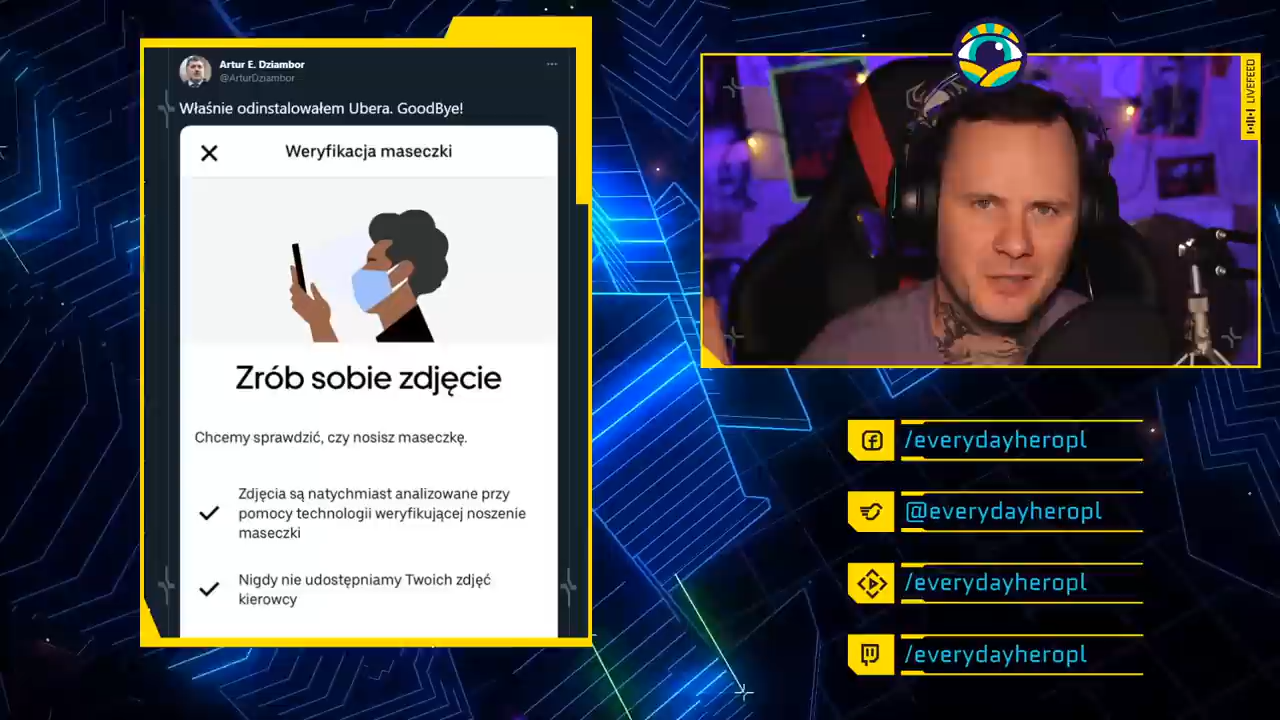 Artur E. Dziambor
@ArturDziambor
Właśnie odinstalowałem Ubera. GoodBye!
Weryfikacja maseczki
Zrób sobie zdjęcie
Chcemy sprawdzić, czy nosisz maseczkę.
Zdjęcia są natychmiast analizowane przy
pomocy technologii weryfikującej noszenie
maseczki
Nigdy nie udostępniamy Twoich zdjęć
kierowcy
LIVEFEED
/everydayheropl
@everydayheropl
/everydayheropl
/everydayheropl